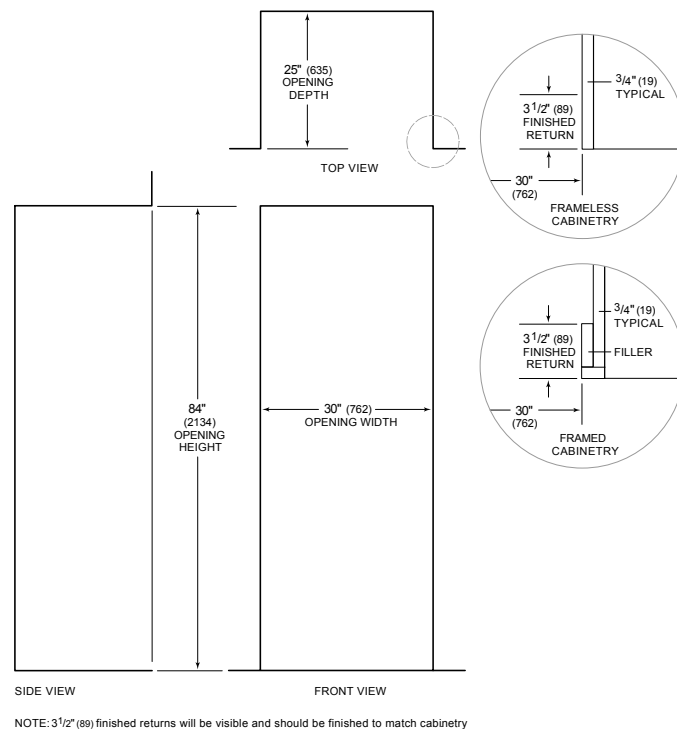 25" (635)
OPENING
DEPTH
TOP VIEW
3/4" (19)
TYPICAL
3 1/2" (89)
FINISHED
RETURN
30"
(762)
FRAMELESS
CABINETRY
3/4" (19)
TYPICAL
3 1/2" (89)
FINISHED
RETURN
FILLER
30"
(762)
FRAMED
CABINETRY
84"
(2134)
OPENING
HEIGHT
30" (762)
OPENING WIDTH
SIDE VIEW
FRONT VIEW
NOTE: 3 1/2" (89) finished returns will be visible and should be finished to match cabinetry